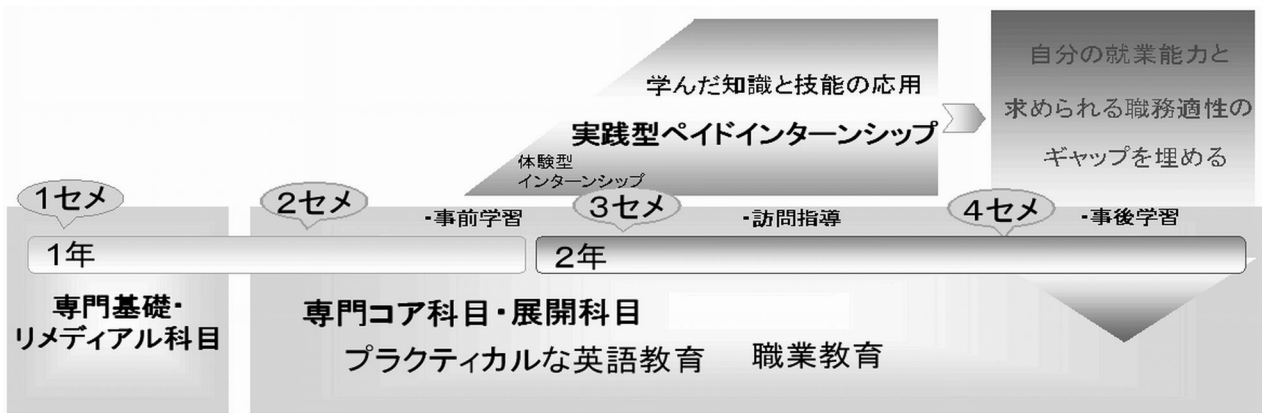 学んだ知識と技能の応用
実践型ペイドインターンシップ
体験型
インターンシップ
自分の就業能力と
求められる職務適性の
ギャップを埋める
1セメ
2セメ
-事前学習
3セメ
-訪問指導
4セメ
-事後学習
1年
2年
専門基礎・
リメディアル科目
専門コア科目・展開科目
プラクティカルな英語教育
職業教育